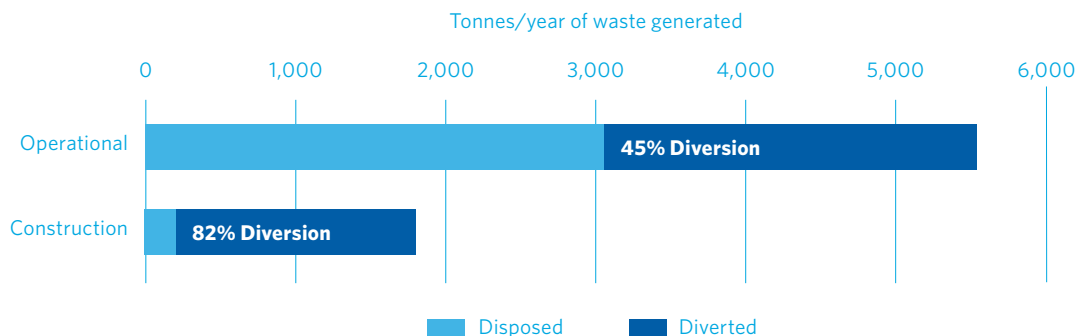 Tonnes/year of waste generated
0 1,000 2,000 3,000 4,000 5,000 6,000
Operational 45% Diversion
Construction 82% Diversion
Disposed Diverted